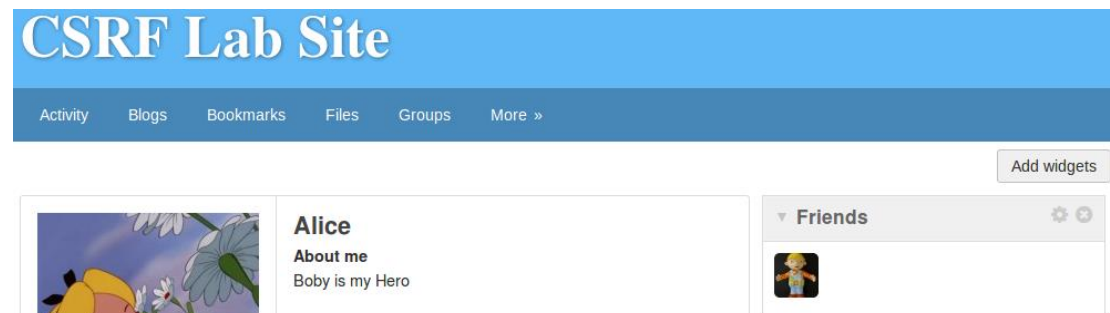 CSRF Lab Site
Activity Blogs Bookmarks Files Groups More »
Add widgets
Alice
About me
Boby is my Hero
Friends